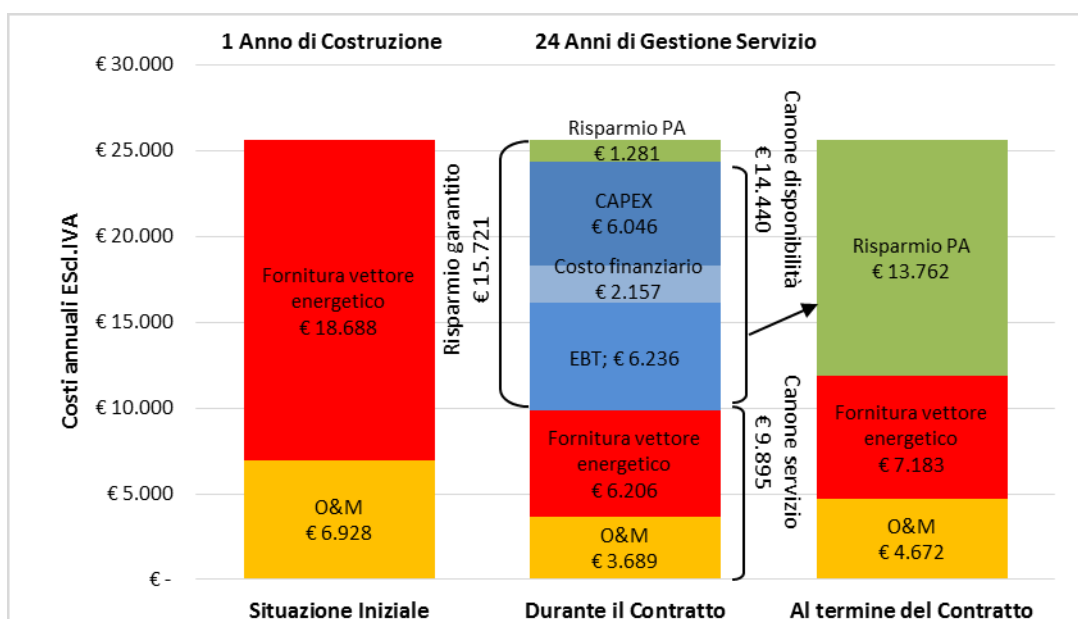 1 Anno di Costruzione
24 Anni di Gestione Servizio
Costi annuali EScl.IVA
€ 30.000
€ 25.000
€ 20.000
€ 15.000
€ 10.000
€ 5.000
€ -
Fornitura vettore
energetico
€ 18.688
O&M
€ 6.928
Situazione Iniziale
Risparmio garantito
€ 15.721
Risparmio PA
€ 1.281
CAPEX
€ 6.046
Costo finanziario
€ 2.157
EBT; € 6.236
Fornitura vettore
energetico
€ 6.206
O&M
€ 3.689
Durante il Contratto
Canone disponibilità
€ 14.440
Canone servizio
€ 9.895
Risparmio PA
€ 13.762
Fornitura vettore
energetico
€ 7.183
O&M
€ 4.672
Al termine del Contratto